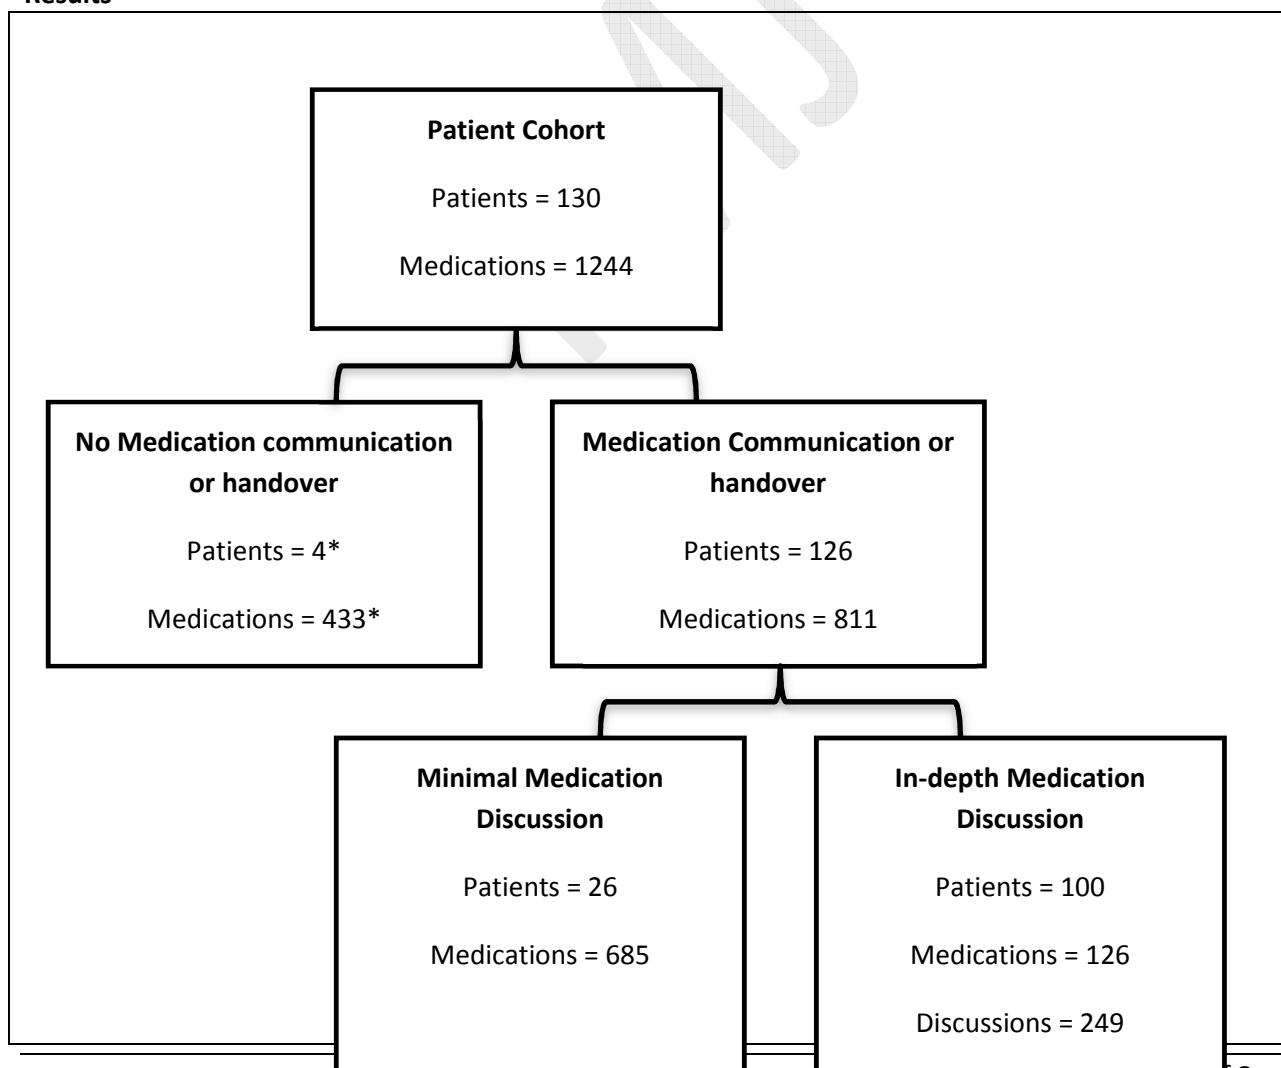 Results
Patient Cohort
Patients = 130
Medications = 1244
No Medication communication
or handover
Patients = 4*
Medications = 433*
Medication Communication or
handover
Patients = 126
Medications = 811
Minimal Medication
Discussion
Patients = 26
Medications = 685
In-depth Medication
Discussion
Patients = 100
Medications = 126
Discussions = 249